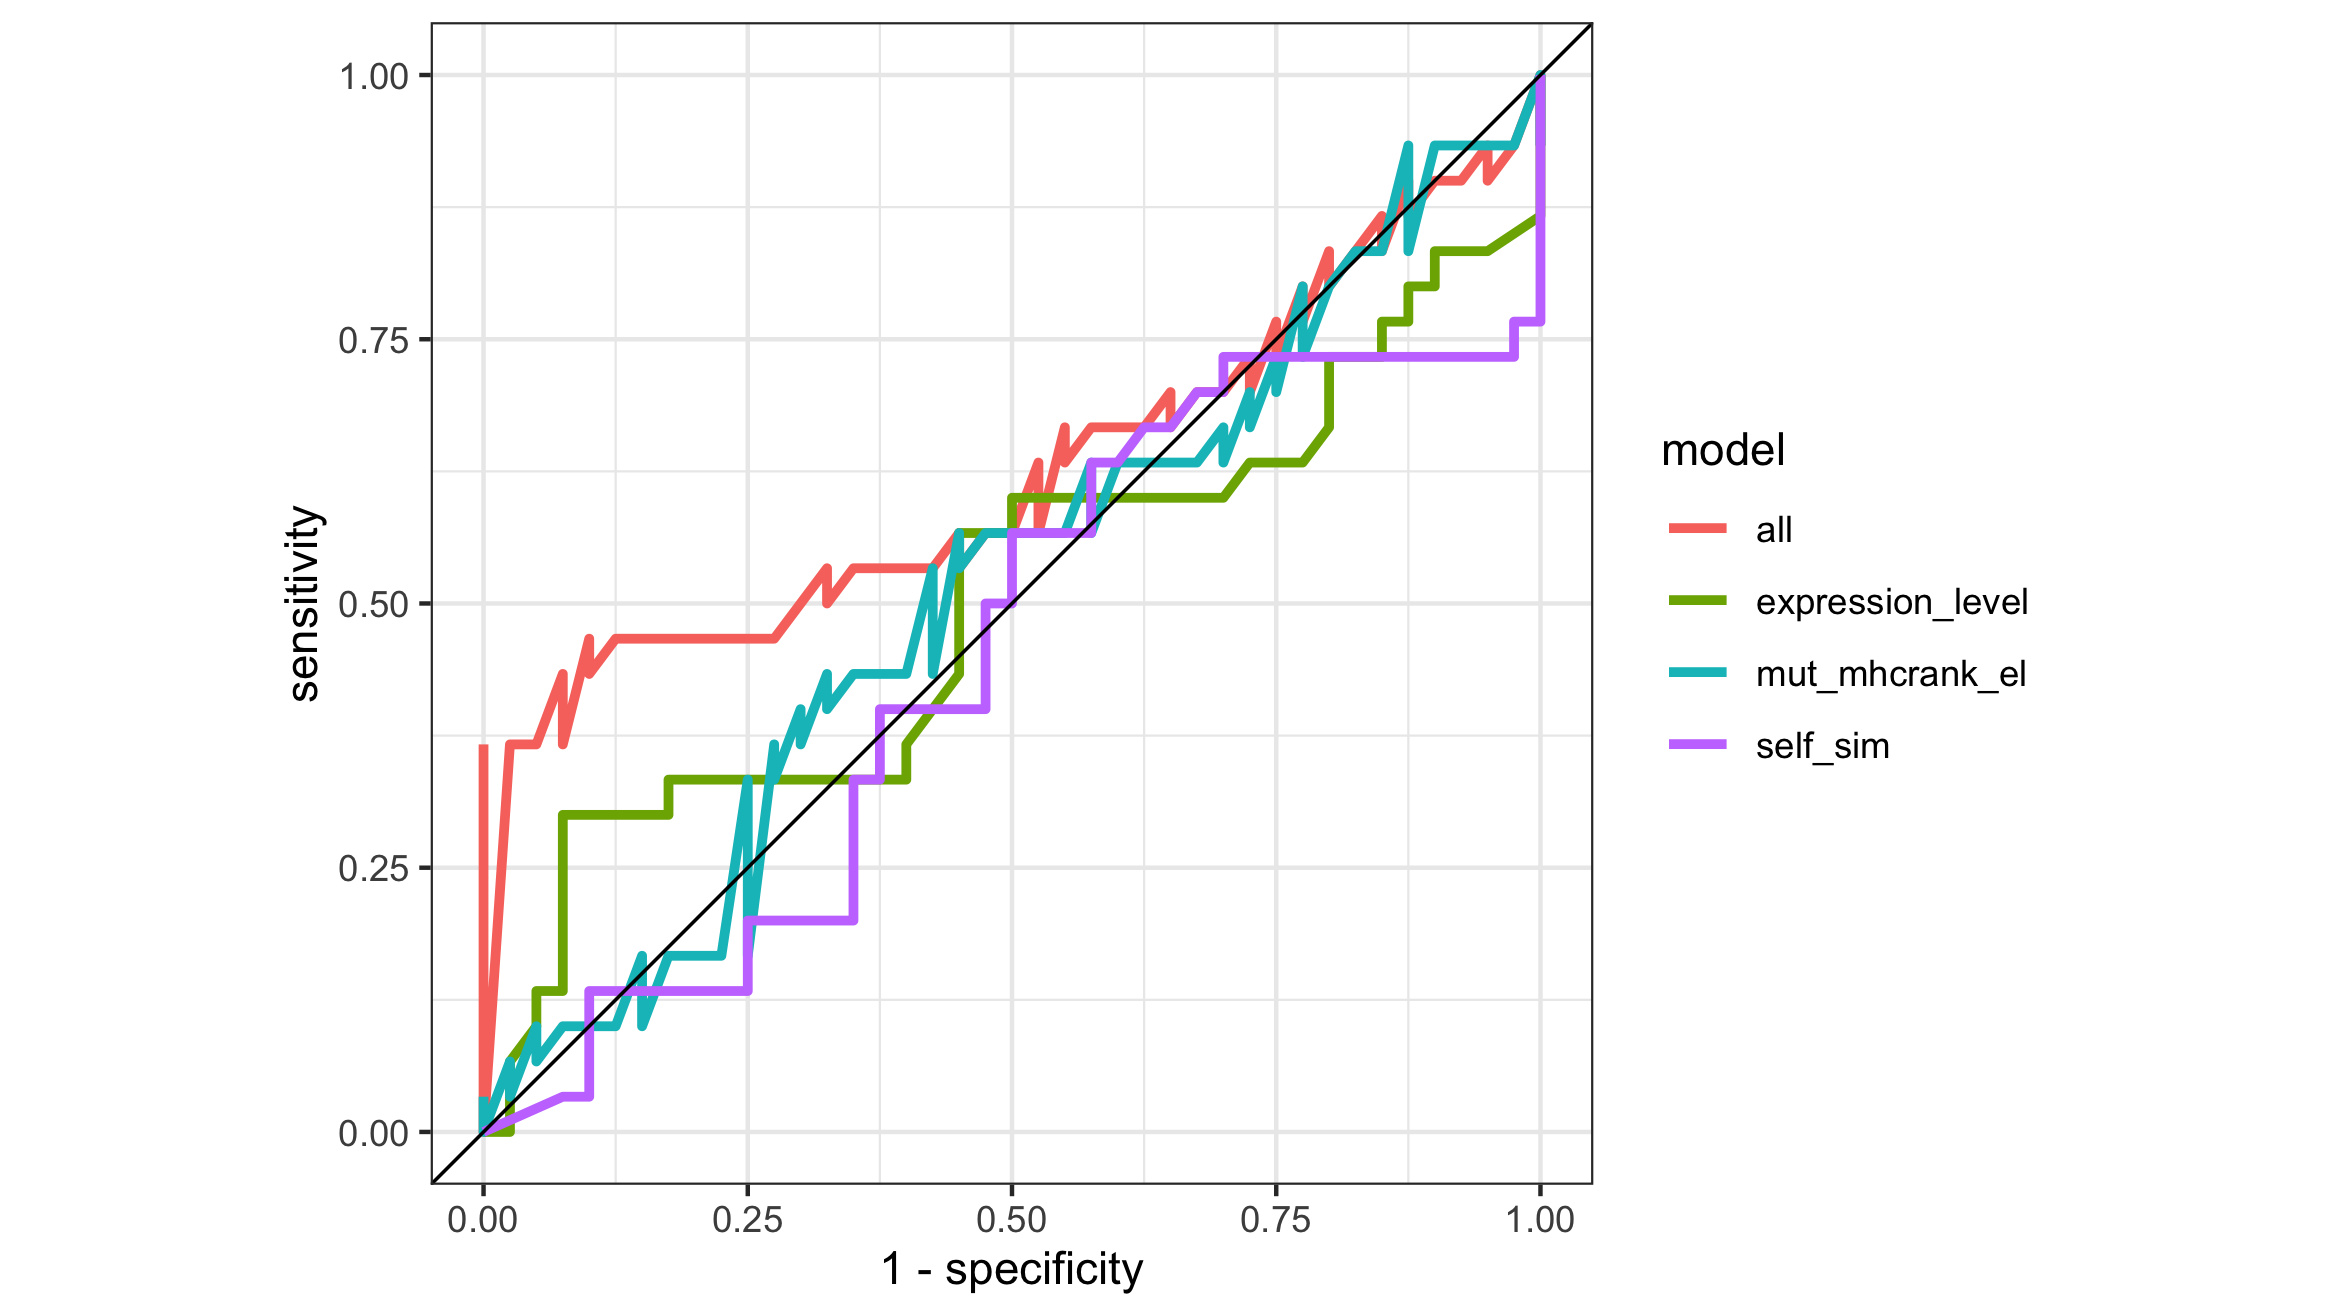 sensitivity
1.00
0.75
0.50
0.25
0.00
0.00 0.25 0.50 0.75 1.00
1 - specificity
model
all
expression_level
mut_mhcrank_el
self_sim